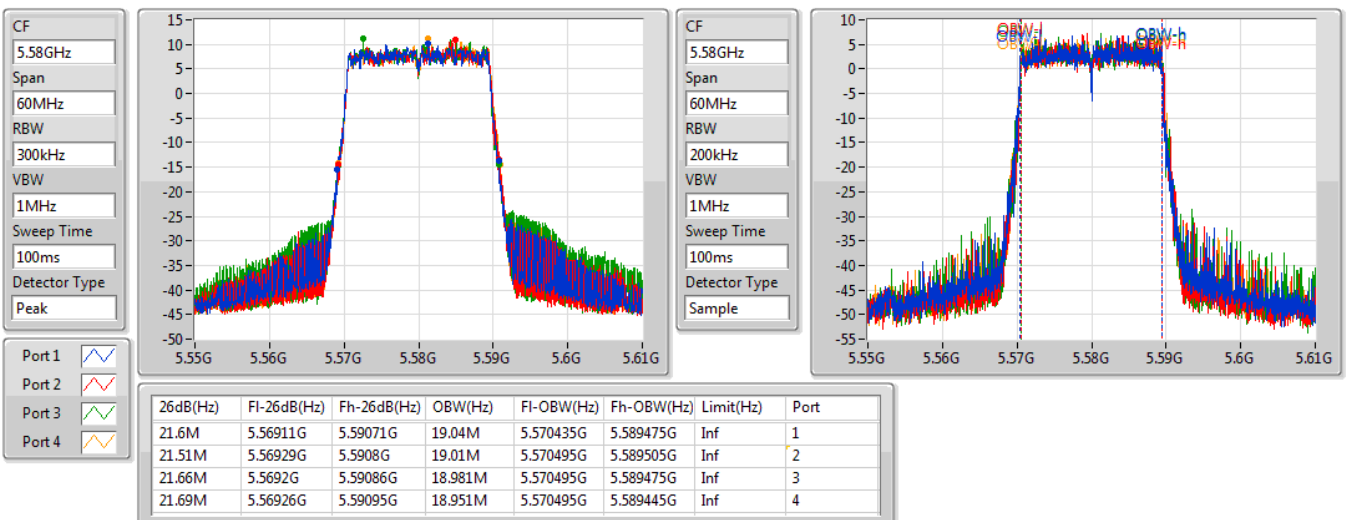 CF
5.58GHz
Span
60MHz
RBW
300kHz
VBW
1MHz
Sweep Time
100ms
Detector Type
Peak
15
10
5
0
-5
-10
-15
-20
-25
-30
-35
-40
-45
-50
5.55G 5.56G 5.57G 5.58G 5.59G 5.6G 5.61G
CF
5.58GHz
Span
60MHz
RBW
200kHz
VBW
1MHz
Sweep Time
100ms
Detector Type
Sample
10
5
0
-5
-10
-15
-20
-25
-30
-35
-40
-45
-50
-55
OBW-h
OBW-h
5.55G 5.56G 5.57G 5.58G 5.59G 5.6G 5.61G
Port 1
Port 2
Port 3
Port 4
26dB(Hz) Fl-26dB(Hz) Fh-26dB(Hz) OBW(Hz) Fl-OBW(Hz) Fh-OBW(Hz) Limit(Hz) Port
21.6M 5.56911G 5.59071G 19.04M 5.570435G 5.589475G Inf 1
21.51M 5.56929G 5.5908G 19.01M 5.570495G 5.589505G Inf 2
21.66M 5.5692G 5.59086G 18.981M 5.570495G 5.589475G Inf 3
21.69M 5.56926G 5.59095G 18.951M 5.570495G 5.589445G Inf 4